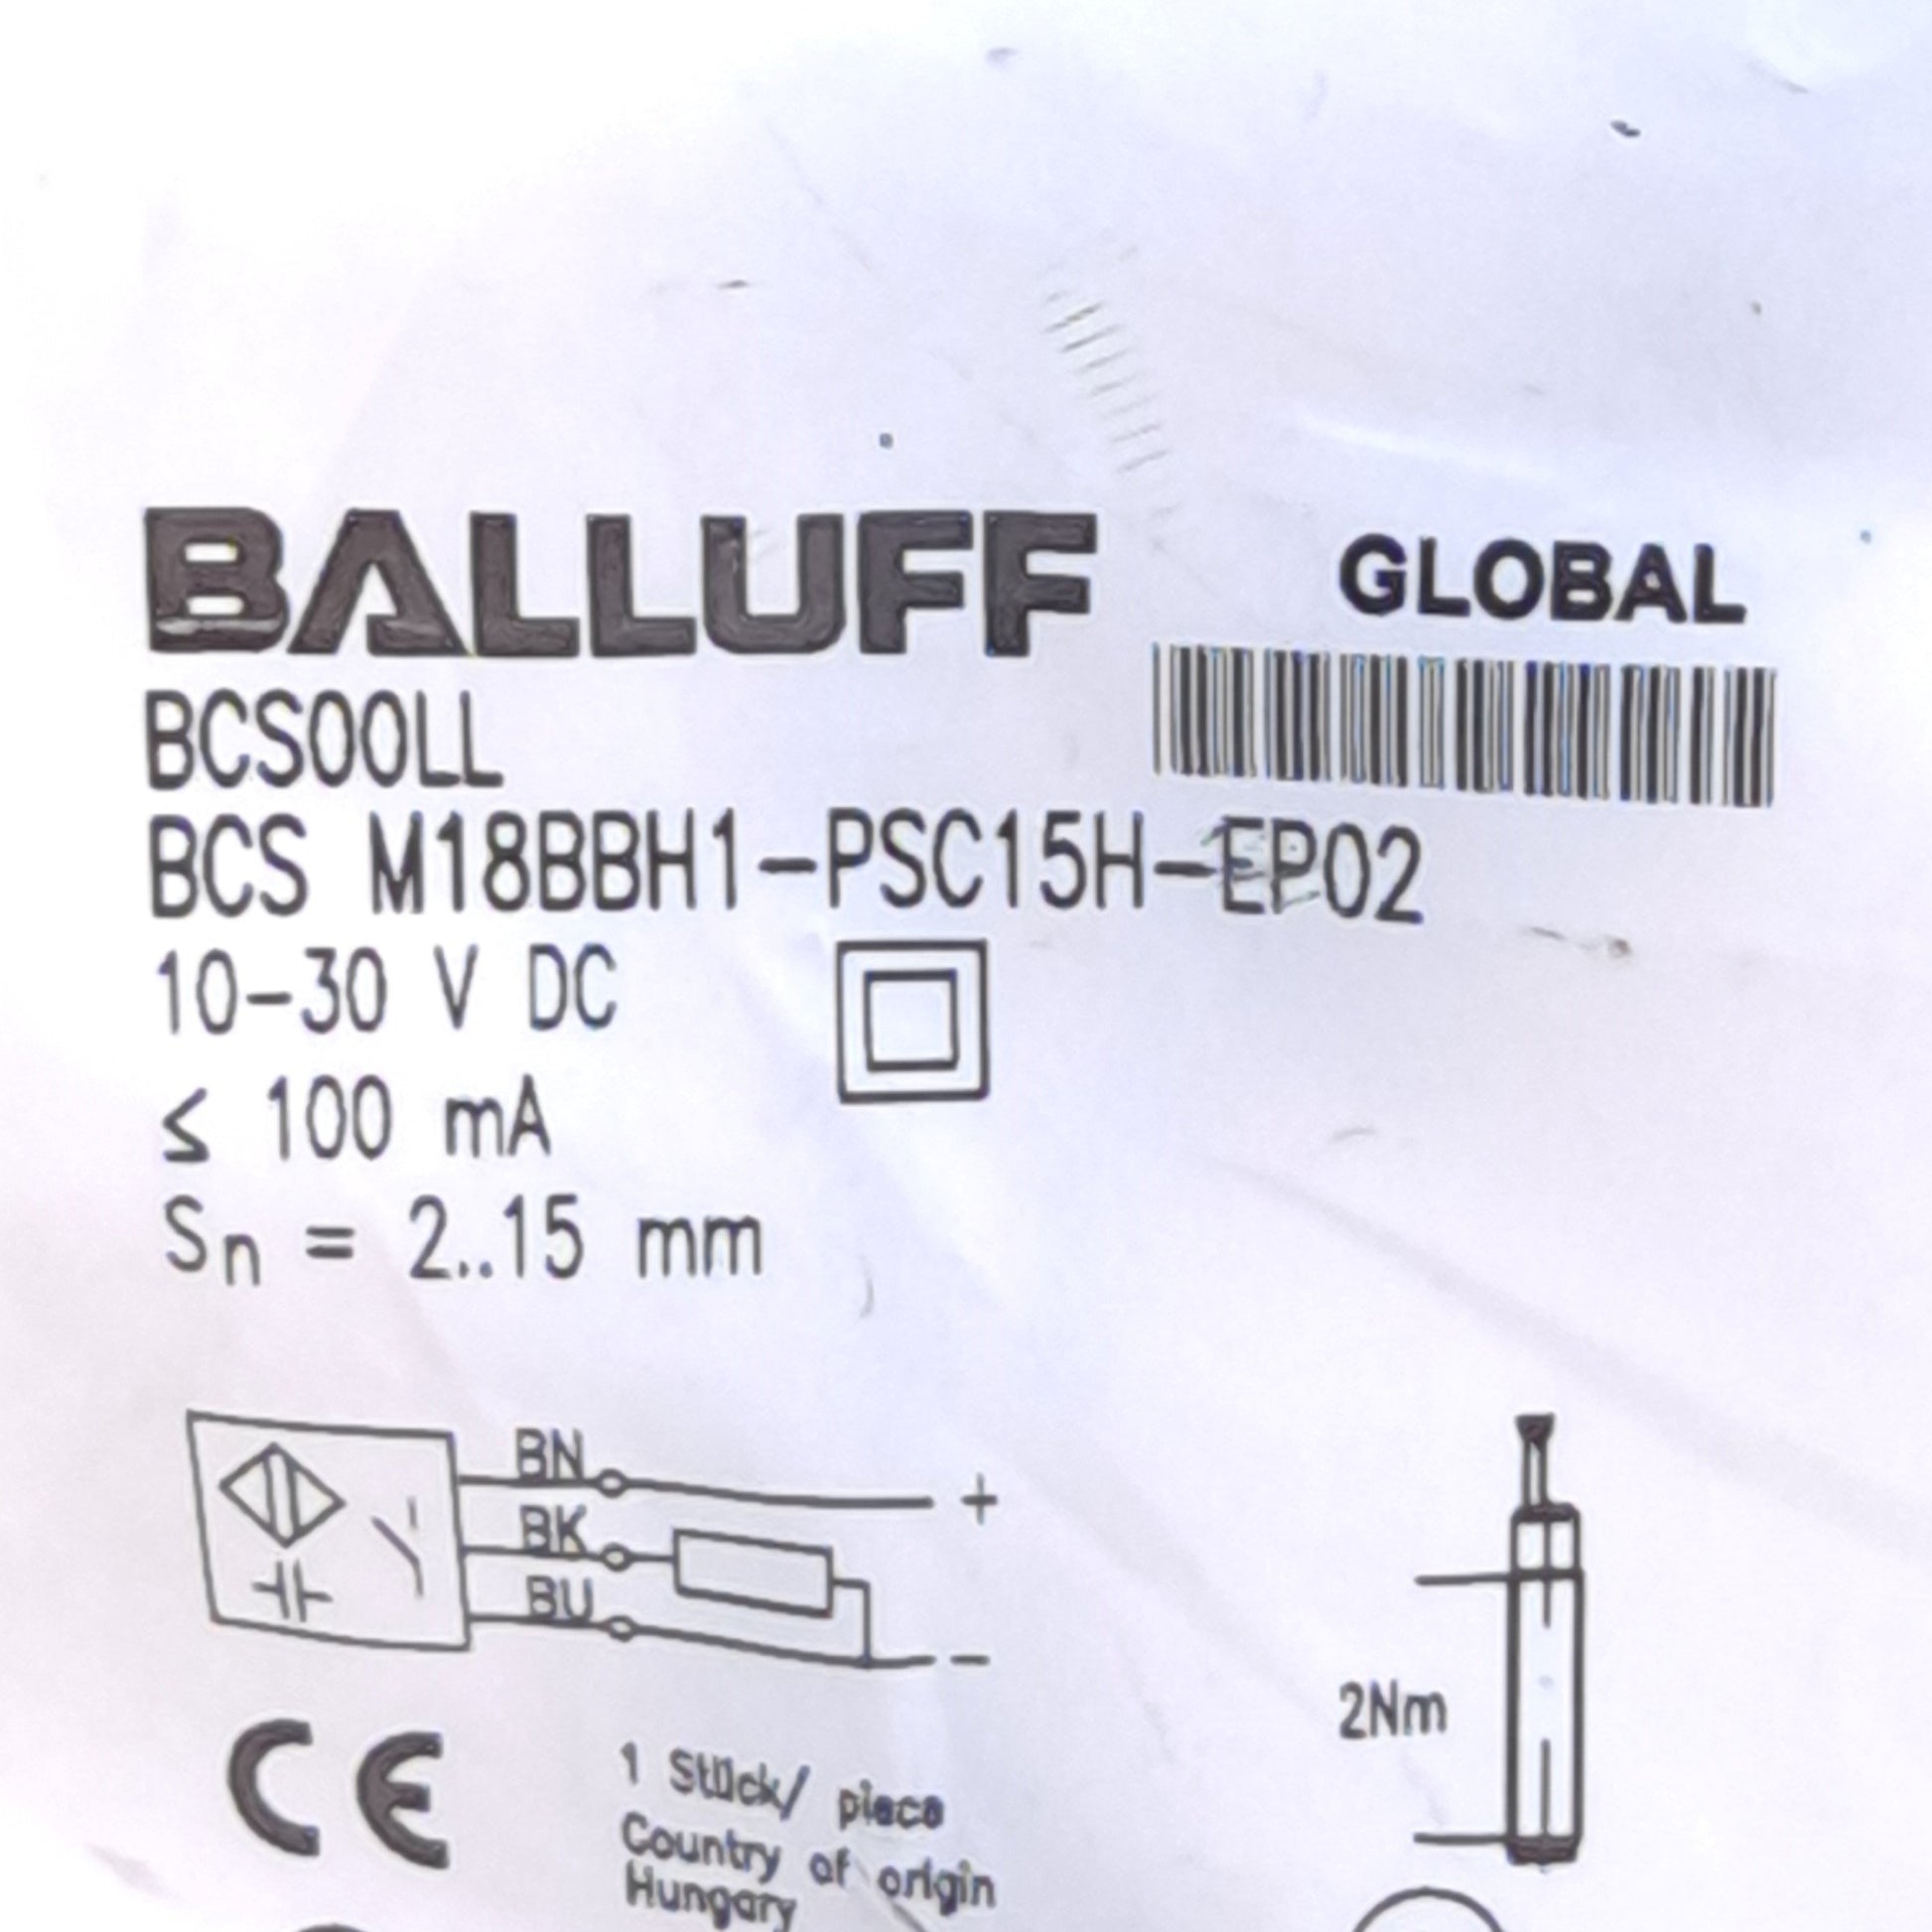 BALLUFF
GLOBAL
BCS00LL
BCS M18BBH1-PSC15H-EP02
10-30 V DC
≤ 100 mA
Sn = 2..15 mm
BN
+
BK
BU
-
2Nm
CE
1 Stück/ piece
Country of origin
Hungary